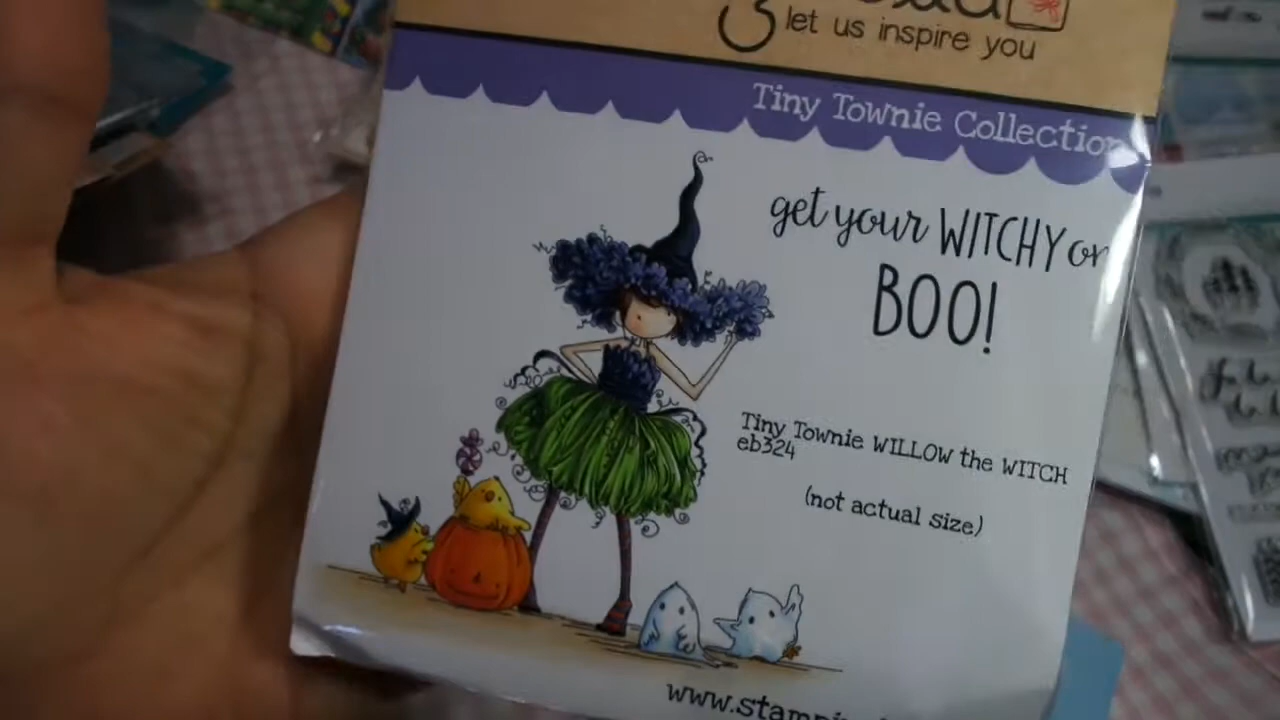 let us inspire you
Tiny Townie Collection
get your WITCHY on
BOO!
Tiny Townie WILLOW the WITCH
eb324
(not actual size)